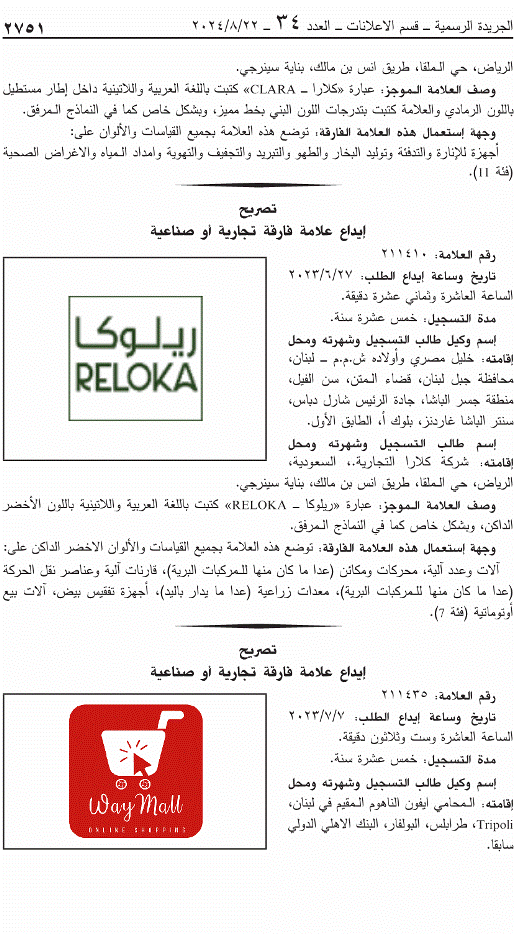 الجريدة الرسمية ــ قسم الاعلانات ــ العدد ٣٤ ــ ٢٠٢٤/٨/٢٢
٢٧٥١
الرياض، حي الملقا، طريق انس بن مالك، بناية سينرجي.
وصف العلامة الموجز: عبارة «كلارا ــ CLARA» كتبت باللغة العربية واللاتينية داخل إطار مستطيل
باللون الرمادي والعلامة كتبت بتدرجات اللون البني بخط مميز، وبشكل خاص كما في النماذج المرفق.
وجهة إستعمال هذه العلامة الفارقة: توضع هذه العلامة بجميع القياسات والألوان على:
أجهزة للإنارة والتدفئة وتوليد البخار والطهو والتبريد والتجفيف والتهوية وامداد المياه والاغراض الصحية
(فئة 11).
تصريح
إيداع علامة فارقة تجارية أو صناعية
رقم العلامة: ٢١١٤١٠
تاريخ وساعة إيداع الطلب: ٢٠٢٣/٦/٢٧
الساعة العاشرة وثماني عشرة دقيقة.
مدة التسجيل: خمس عشرة سنة.
إسم وكيل طالب التسجيل وشهرته ومحل
إقامته: خليل مصري وأولاده ش.م.م ــ لبنان،
محافظة جبل لبنان، قضاء المتن، سن الفيل،
منطقة جسر الباشا، جادة الرئيس شارل دباس،
سنتر الباشا غاردنز، بلوك أ، الطابق الأول.
إسم طالب التسجيل وشهرته ومحل
إقامته: شركة كلارا التجارية.، السعودية،
ريلوكا
RELOKA
الرياض، حي الملقا، طريق انس بن مالك، بناية سينرجي.
وصف العلامة الموجز: عبارة «ريلوكا ــ RELOKA» كتبت باللغة العربية واللاتينية باللون الأخضر
الداكن، وبشكل خاص كما في النماذج المرفق.
وجهة إستعمال هذه العلامة الفارقة: توضع هذه العلامة بجميع القياسات والألوان الاخضر الداكن على:
آلات وعدد آلية، محركات ومكائن (عدا ما كان منها للمركبات البرية)، قارنات آلية وعناصر نقل الحركة
(عدا ما كان منها للمركبات البرية)، معدات زراعية (عدا ما يدار باليد)، أجهزة تفقيس بيض، آلات بيع
أوتوماتية (فئة 7).
تصريح
إيداع علامة فارقة تجارية أو صناعية
رقم العلامة: ٢١١٤٣٥
تاريخ وساعة إيداع الطلب: ٢٠٢٣/٧/٧
الساعة العاشرة وست وثلاثون دقيقة.
مدة التسجيل: خمس عشرة سنة.
إسم وكيل طالب التسجيل وشهرته ومحل
إقامته: المحامي ايفون الناهوم المقيم في لبنان،
Tripoli، طرابلس، البولفار، البنك الاهلي الدولي
سابقا.
Way Mall
ONLINE SHOPPING